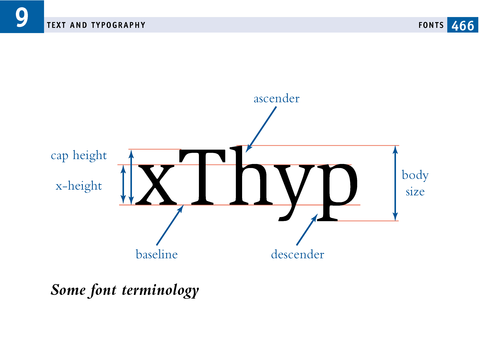 9
TEXT AND TYPOGRAPHY
FONTS 466
ascender
cap height
x-height
xThyp
body
size
baseline
descender
Some font terminology